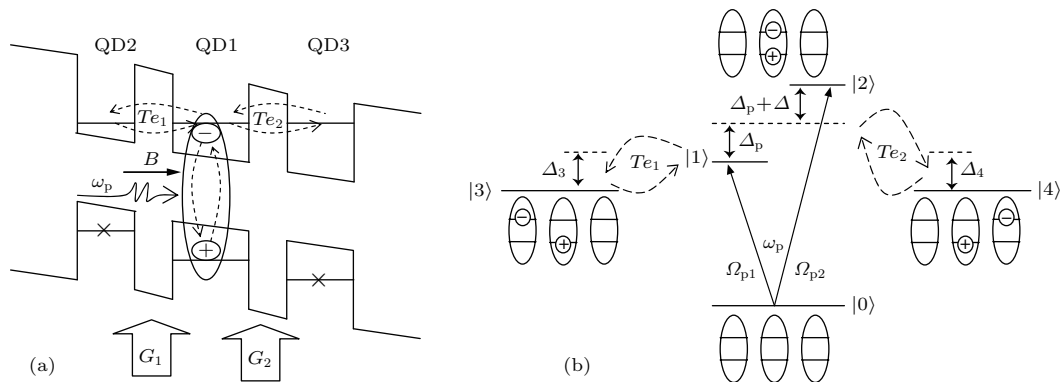 QD2 QD1 QD3
Te₁ Te₂
−
B
ωp
+
G₁ G₂
(a)
− +
|2⟩
Δp+Δ
Δp
Te₁ |1⟩ Te₂
Δ₃ Δ₄
|3⟩ |4⟩
− + + −
ωp
Ωp1 Ωp2
|0⟩
(b)